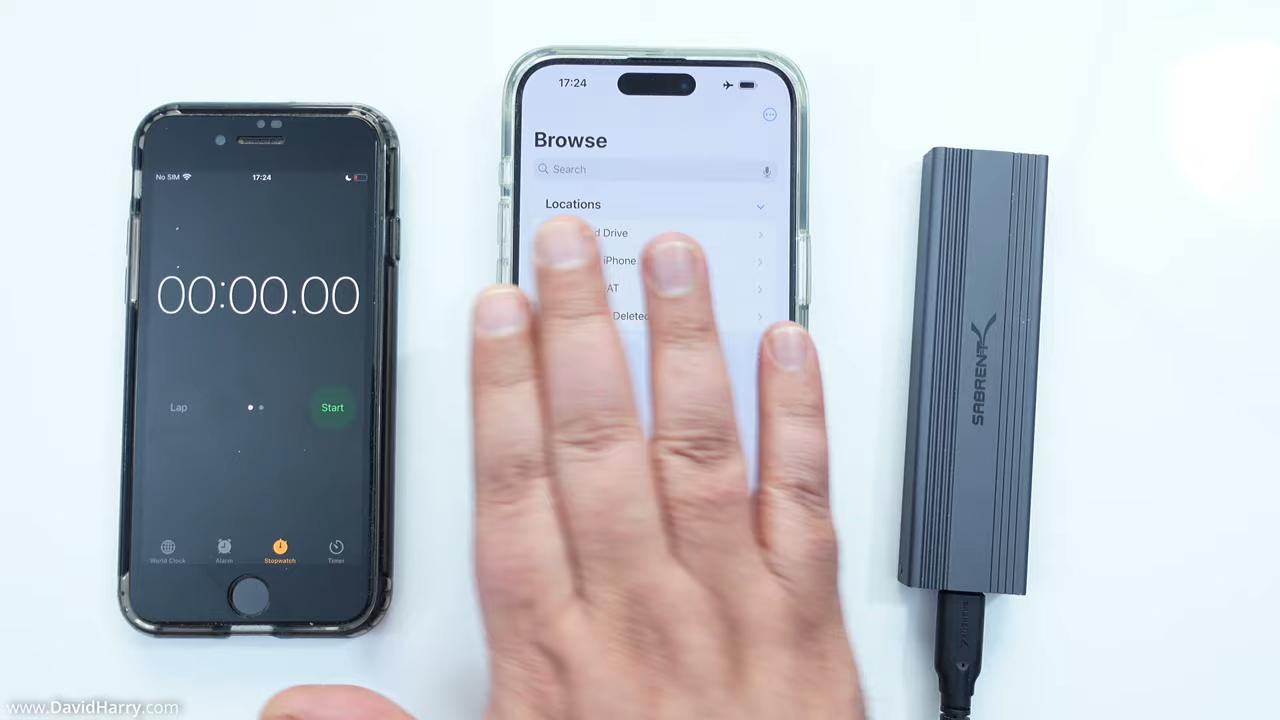 No SIM 17:24
00:00.00
Lap Start
World Clock Alarm Stopwatch Timer
17:24
Browse
Search
Locations
d Drive
iPhone
AT
Deleted
SABRENT
SABRENT
www.DavidHarry.com